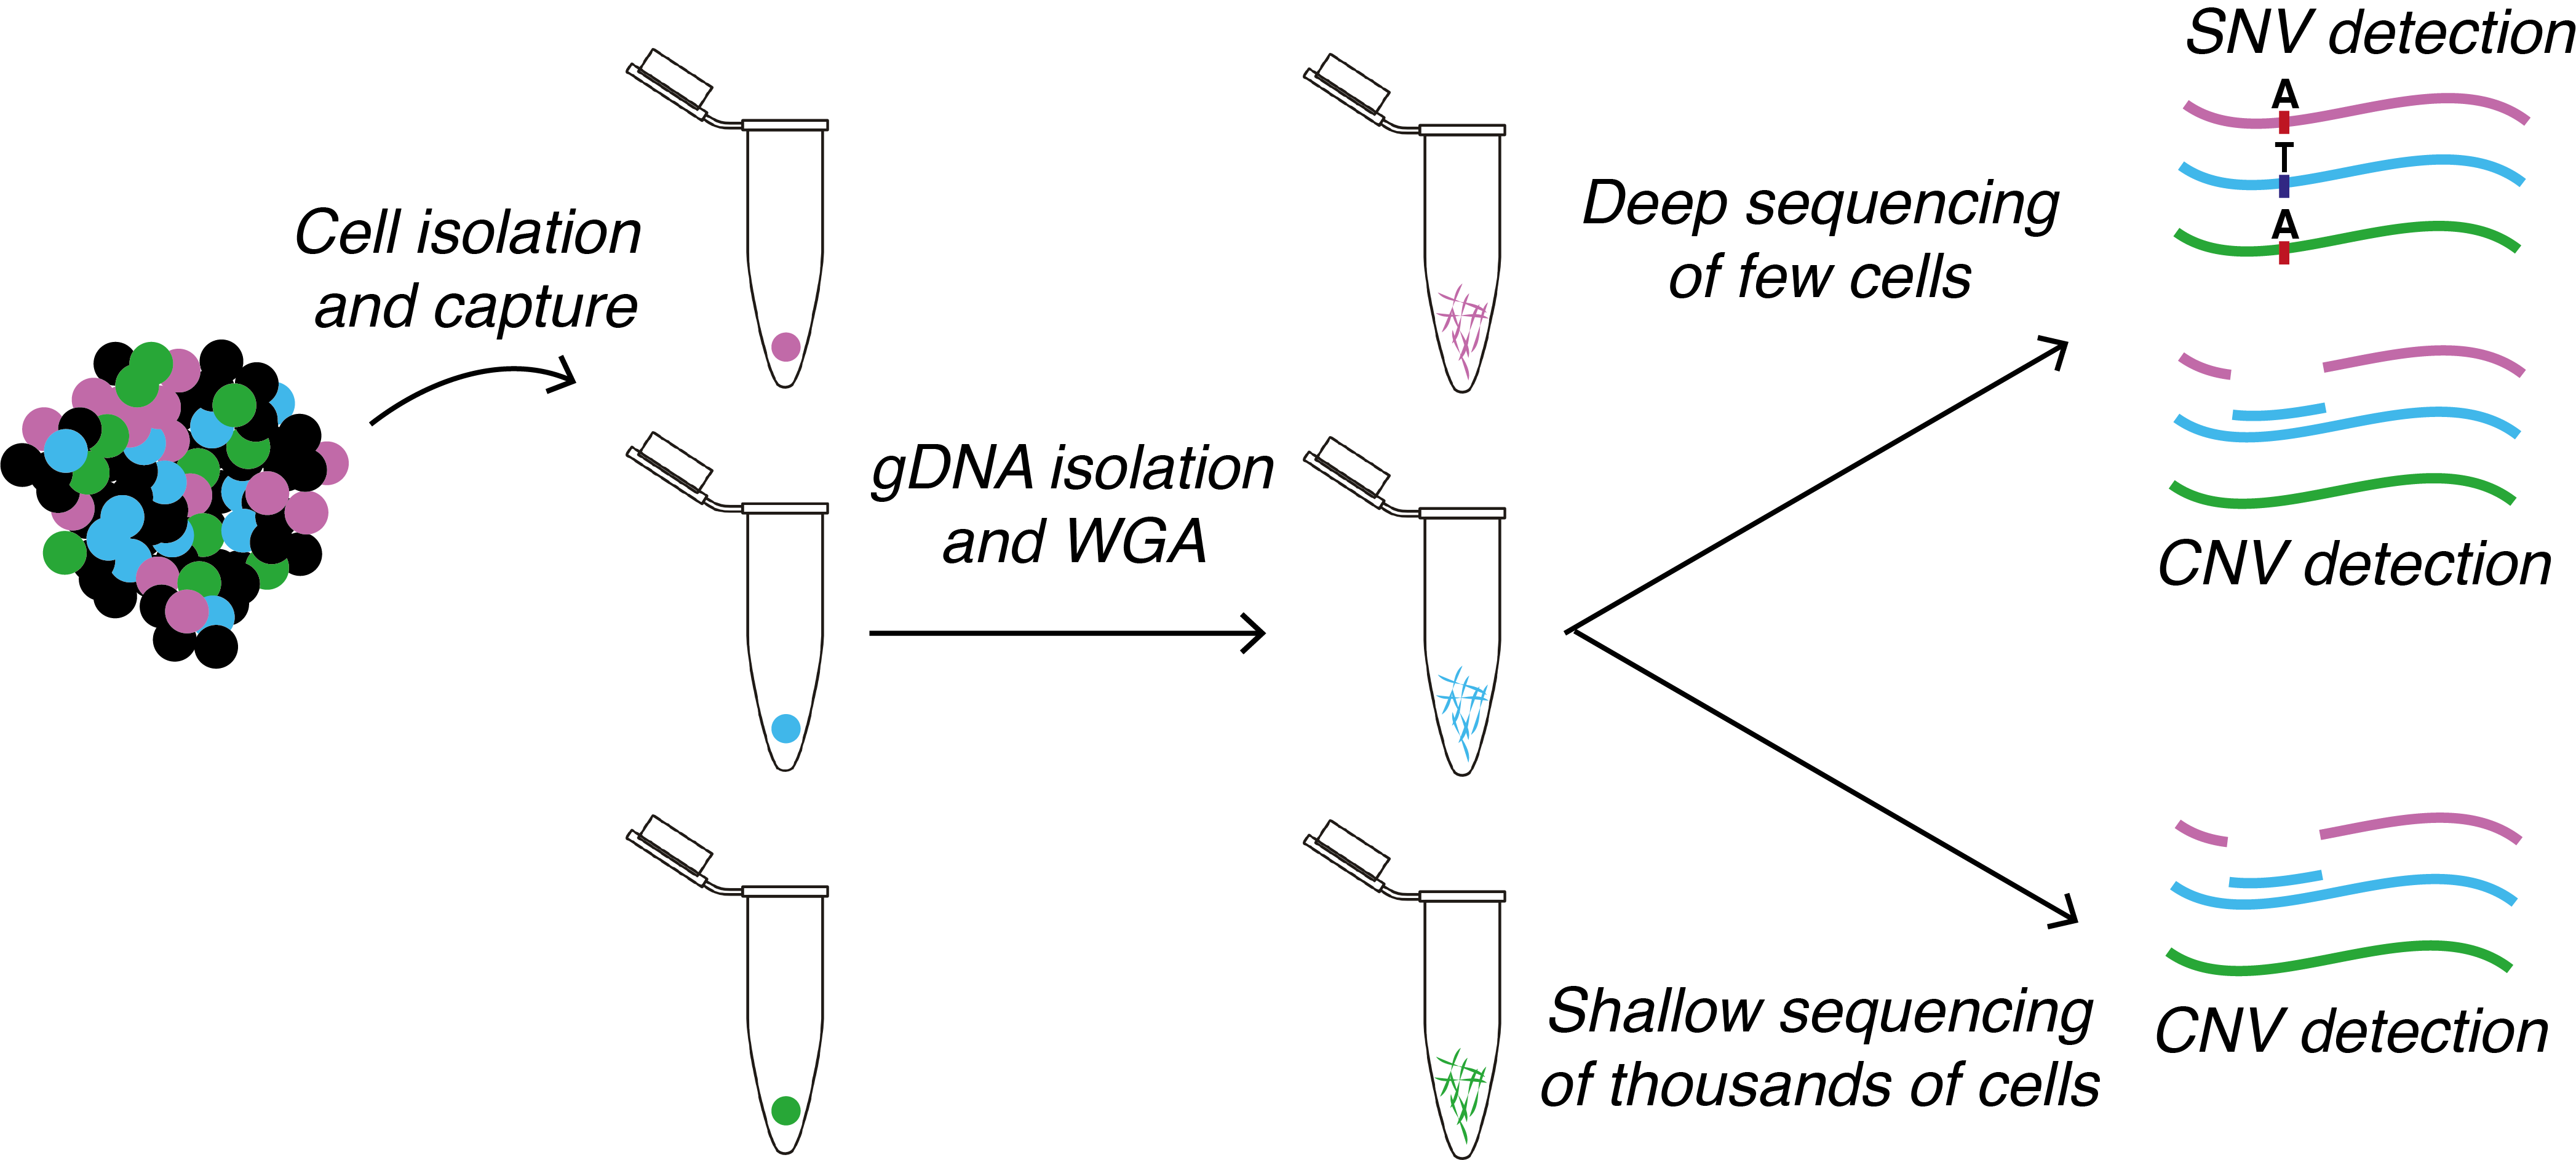 Cell isolation
and capture
gDNA isolation
and WGA
Deep sequencing
of few cells
Shallow sequencing
of thousands of cells
SNV detection
A
T
A
CNV detection
CNV detection